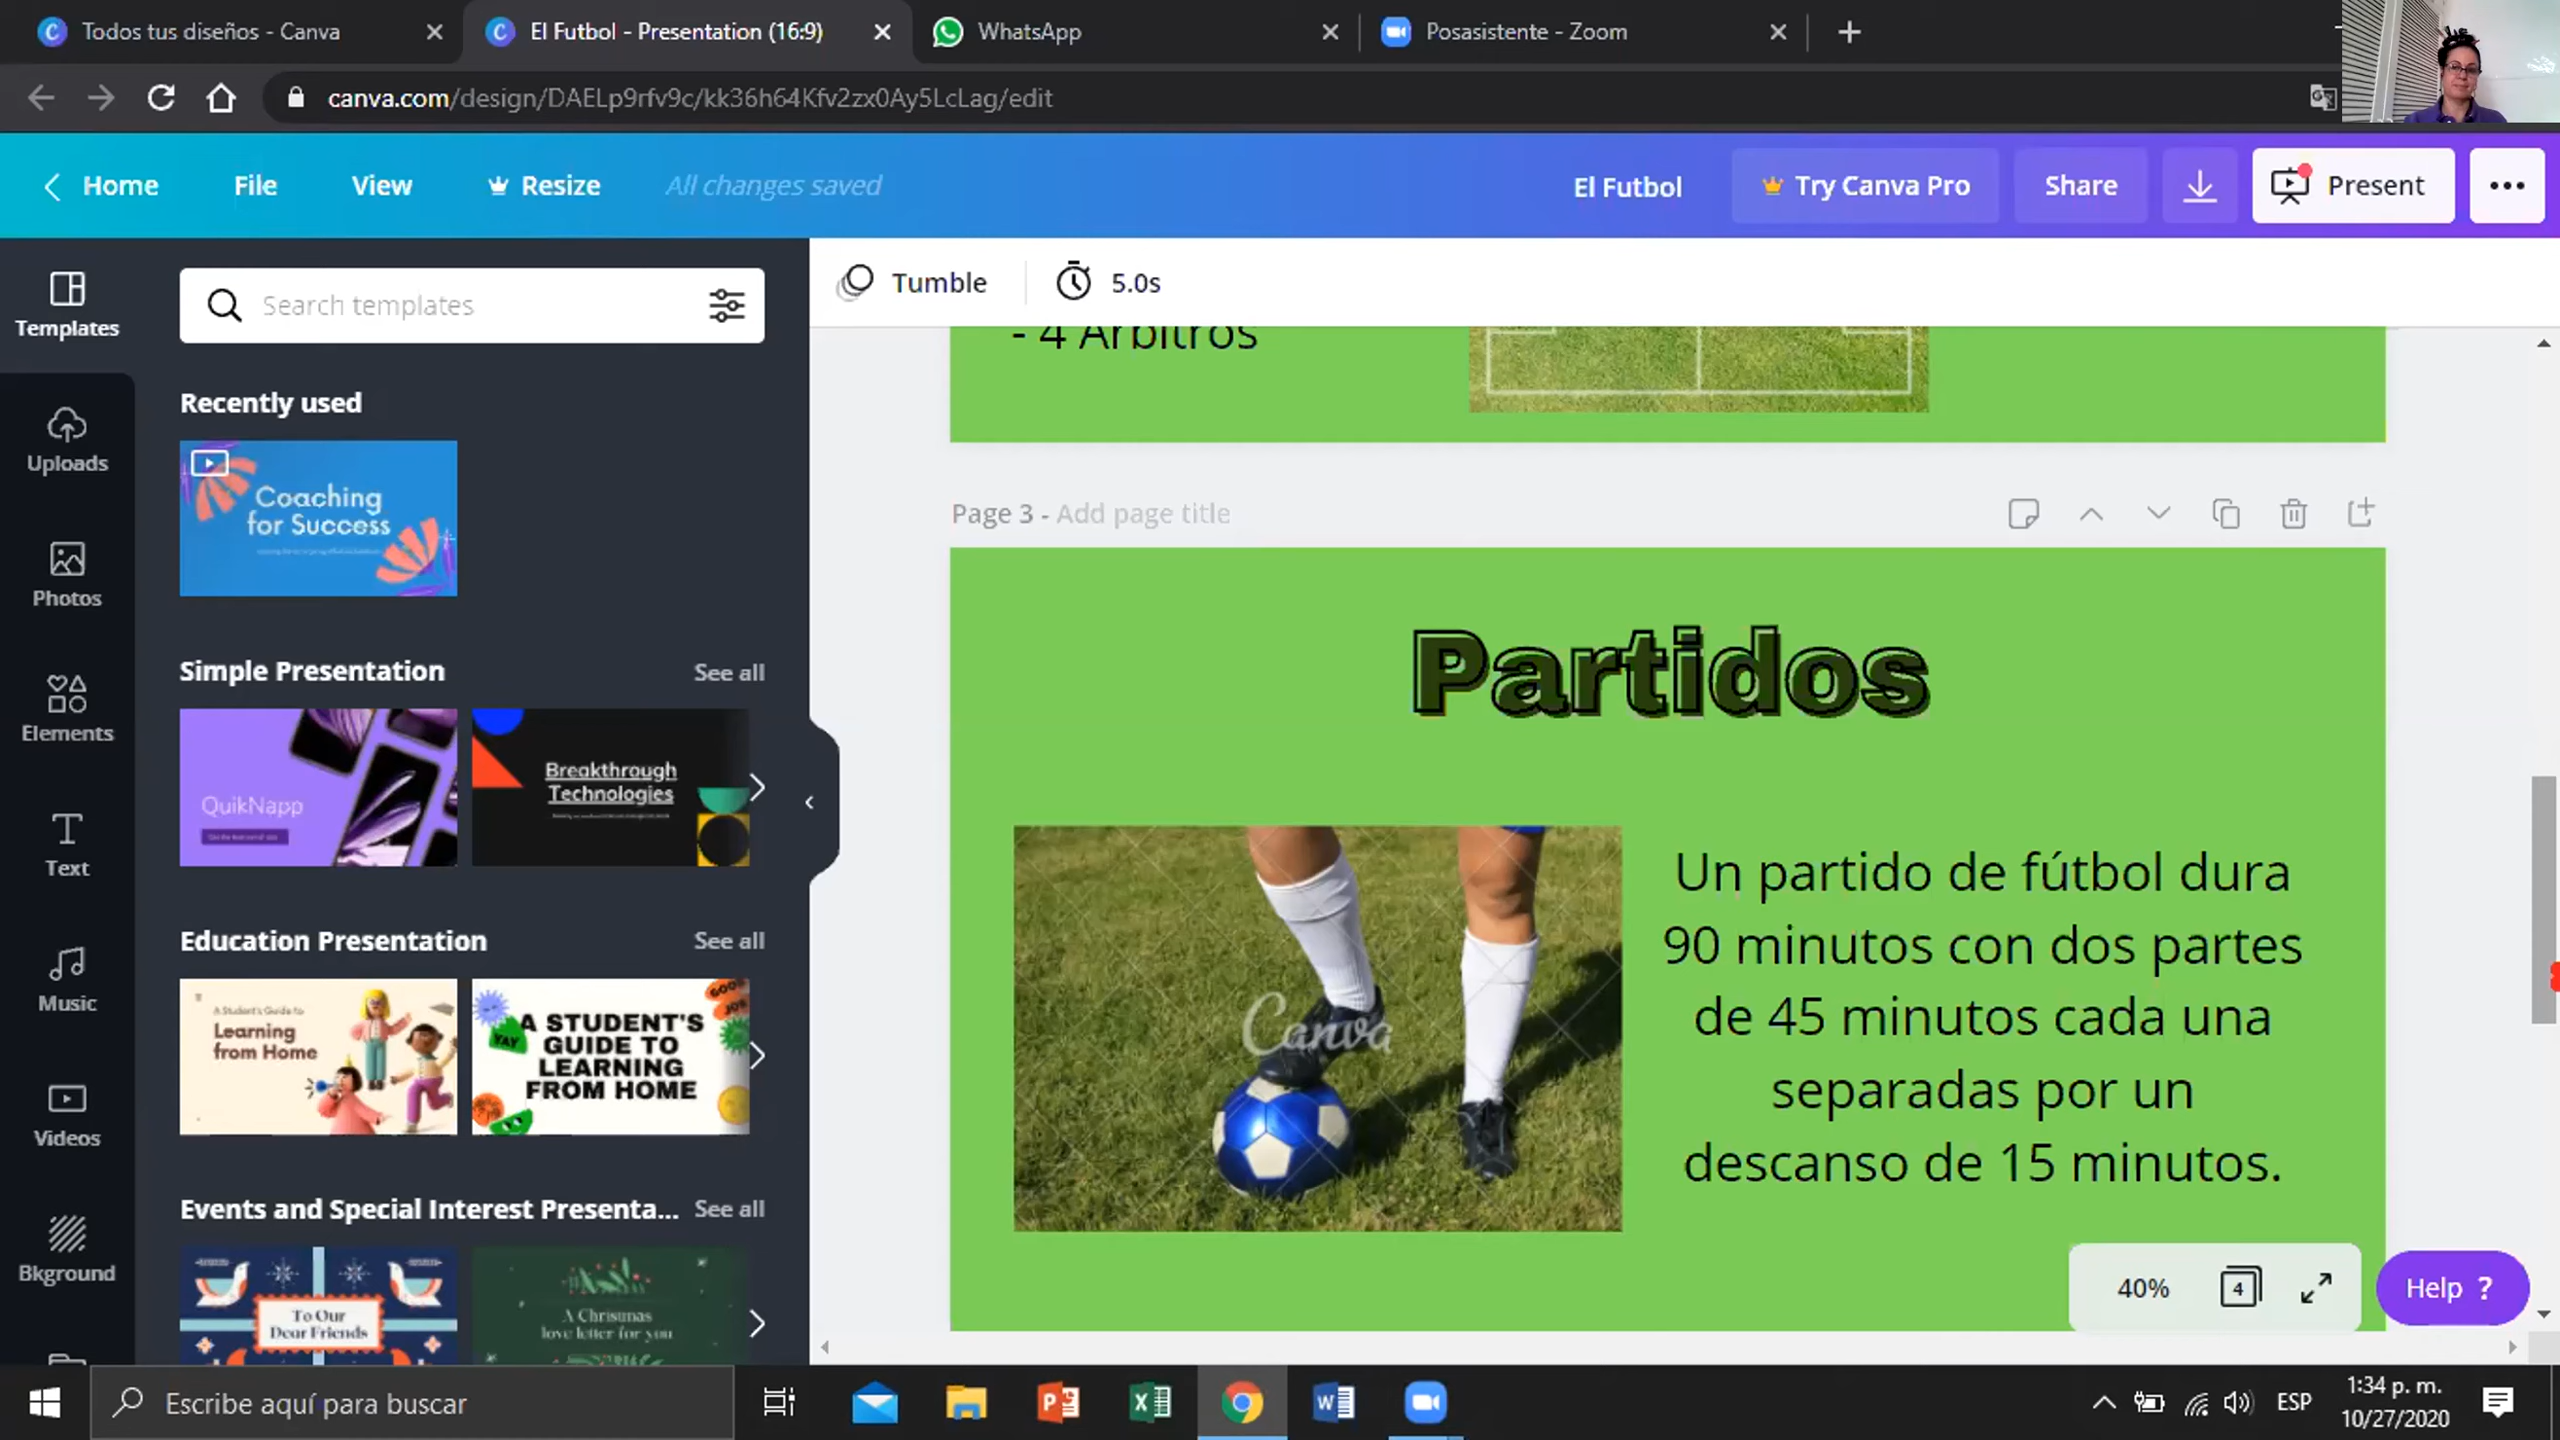 Todos tus diseños - Canva
El Futbol - Presentation (16:9)
WhatsApp
Posasistente - Zoom
canva.com/design/DAELp9rfv9c/kk36h64Kfv2zx0Ay5LcLag/edit
Home
File
View
Resize
All changes saved
El Futbol
Try Canva Pro
Share
Present
Templates
Uploads
Photos
Elements
Text
Music
Videos
Bkground
Search templates
Recently used
Coaching
for Success
Simple Presentation
See all
QuikNapp
Breakthrough
Technologies
Education Presentation
See all
A Student's Guide to
Learning
from Home
A STUDENT'S
GUIDE TO
LEARNING
FROM HOME
YAY
GOOD
JOB
Events and Special Interest Presenta...
See all
To Our
Dear Friends
A Christmas
love letter for you
Tumble
5.0s
- 4 Arbitros
Page 3 - Add page title
Partidos
Canva
Un partido de fútbol dura
90 minutos con dos partes
de 45 minutos cada una
separadas por un
descanso de 15 minutos.
40%
4
Help ?
Escribe aquí para buscar
ESP
1:34 p. m.
10/27/2020